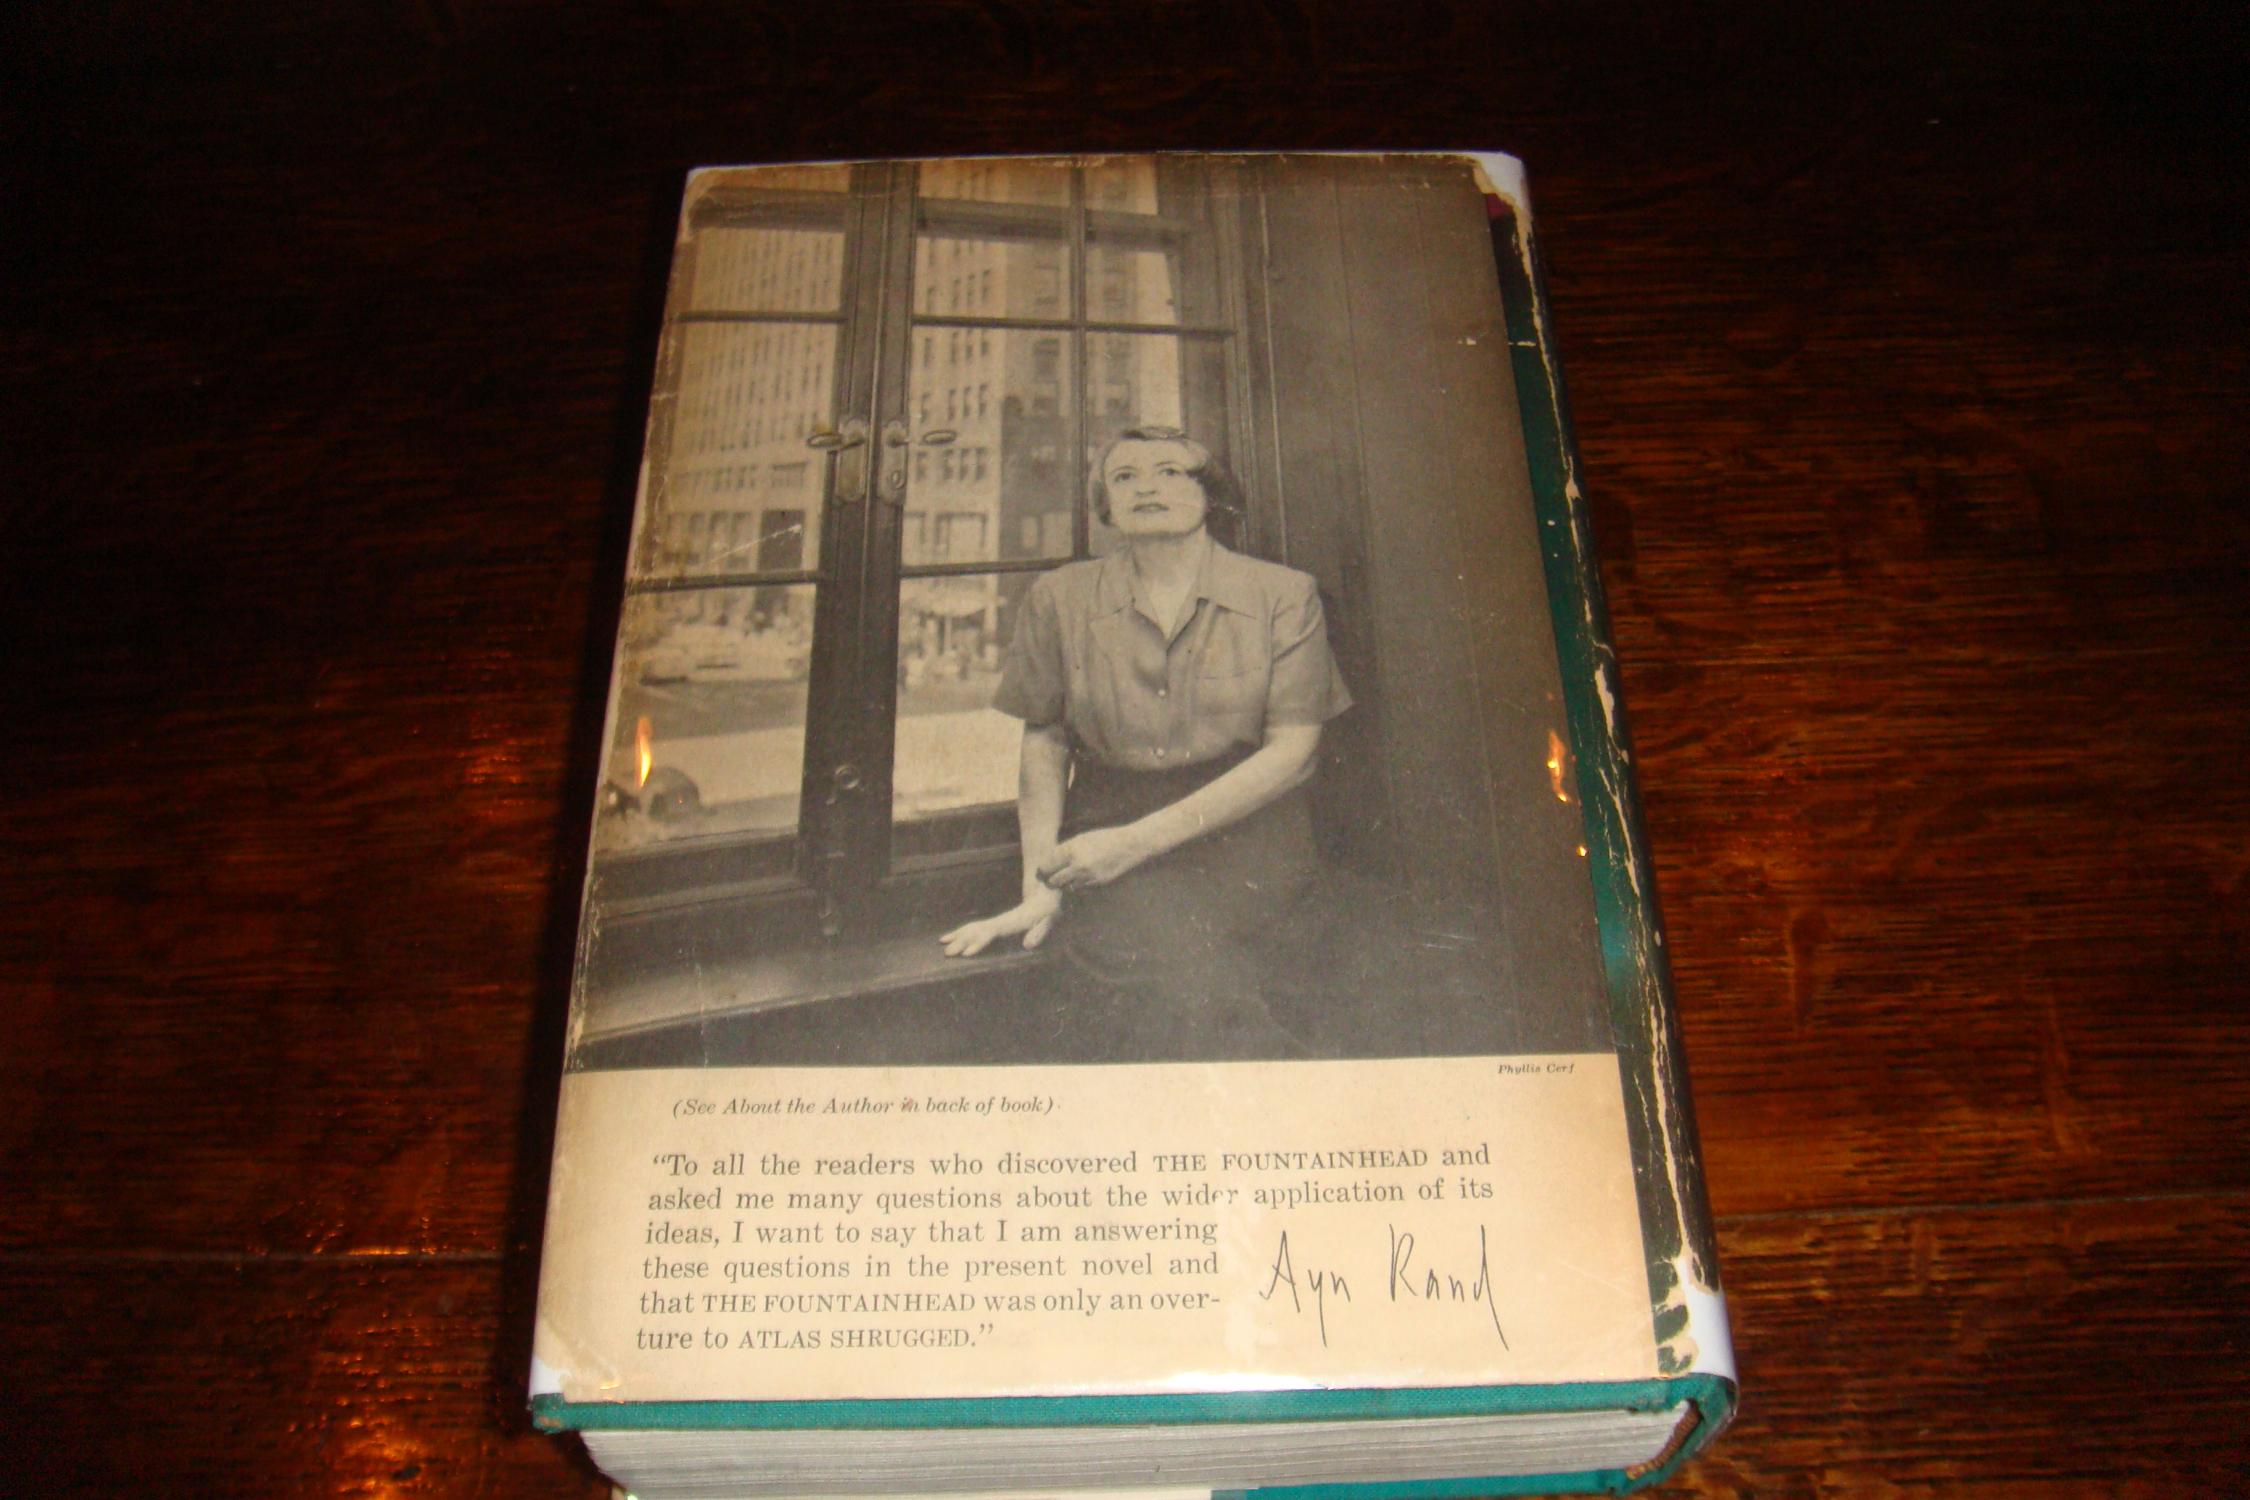 Phyllis Cerf
(See About the Author in back of book).
"To all the readers who discovered THE FOUNTAINHEAD and
asked me many questions about the wider application of its
ideas, I want to say that I am answering
these questions in the present novel and
that THE FOUNTAINHEAD was only an over-
ture to ATLAS SHRUGGED."
Ayn Rand